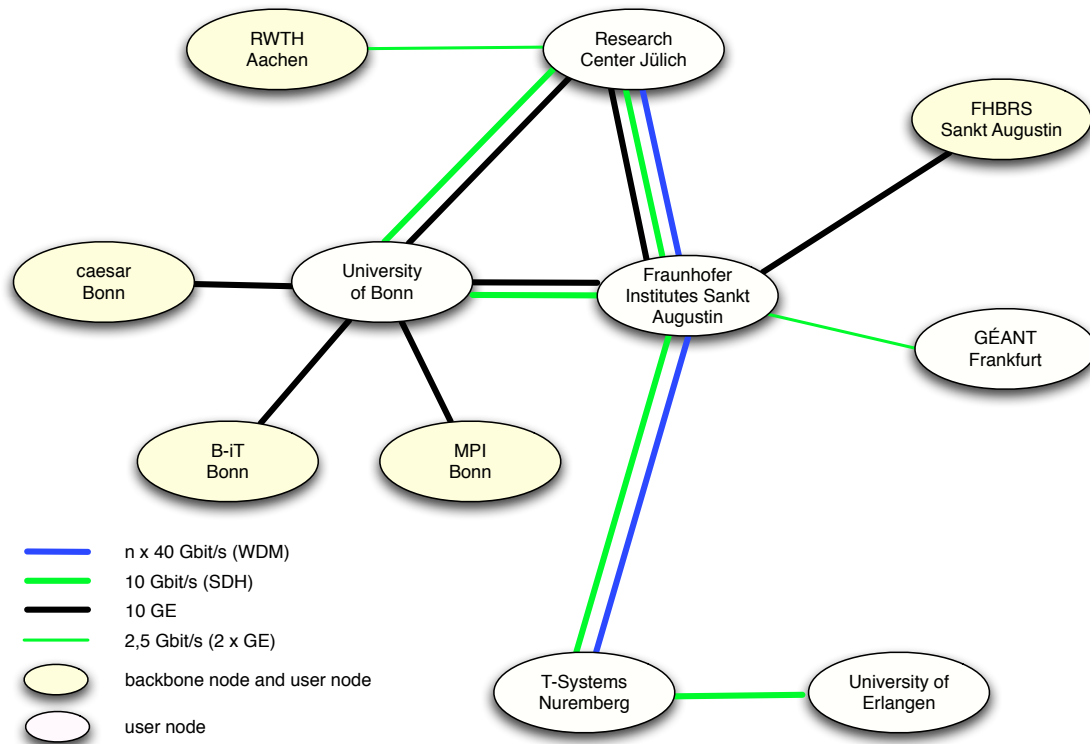 RWTH
Aachen
Research
Center Jülich
FHBRS
Sankt Augustin
caesar
Bonn
University
of Bonn
Fraunhofer
Institutes Sankt
Augustin
GÉANT
Frankfurt
B-iT
Bonn
MPI
Bonn
n x 40 Gbit/s (WDM)
10 Gbit/s (SDH)
10 GE
2,5 Gbit/s (2 x GE)
backbone node and user node
user node
T-Systems
Nuremberg
University of
Erlangen